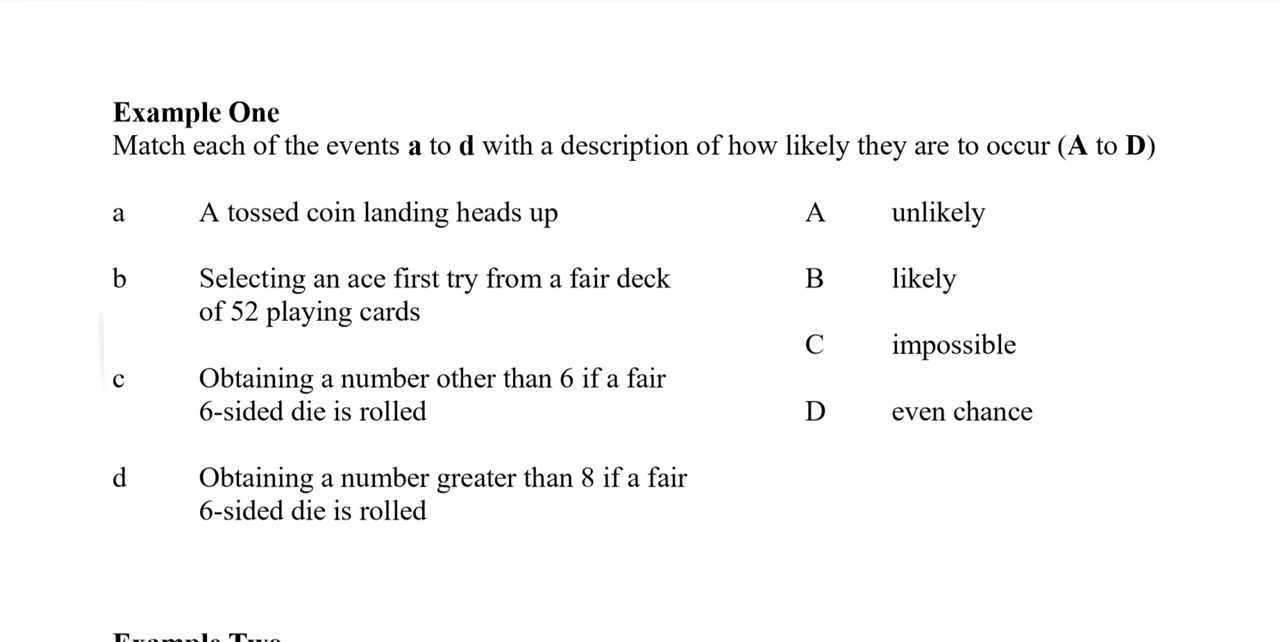 Example One
Match each of the events a to d with a description of how likely they are to occur (A to D)
a A tossed coin landing heads up A unlikely
b Selecting an ace first try from a fair deck B likely
of 52 playing cards
C impossible
c Obtaining a number other than 6 if a fair
6-sided die is rolled D even chance
d Obtaining a number greater than 8 if a fair
6-sided die is rolled
Example Two